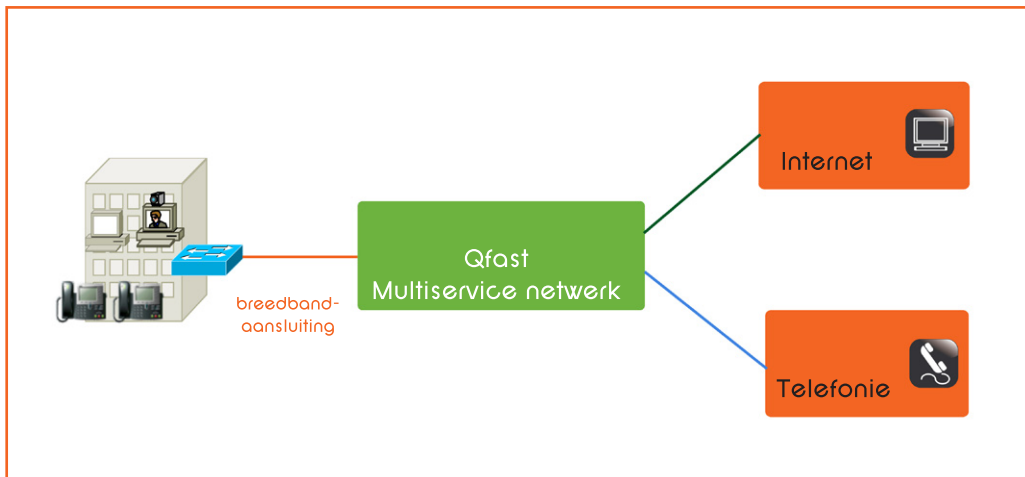 Internet
Qfast
Multiservice netwerk
breedband-
aansluiting
Telefonie